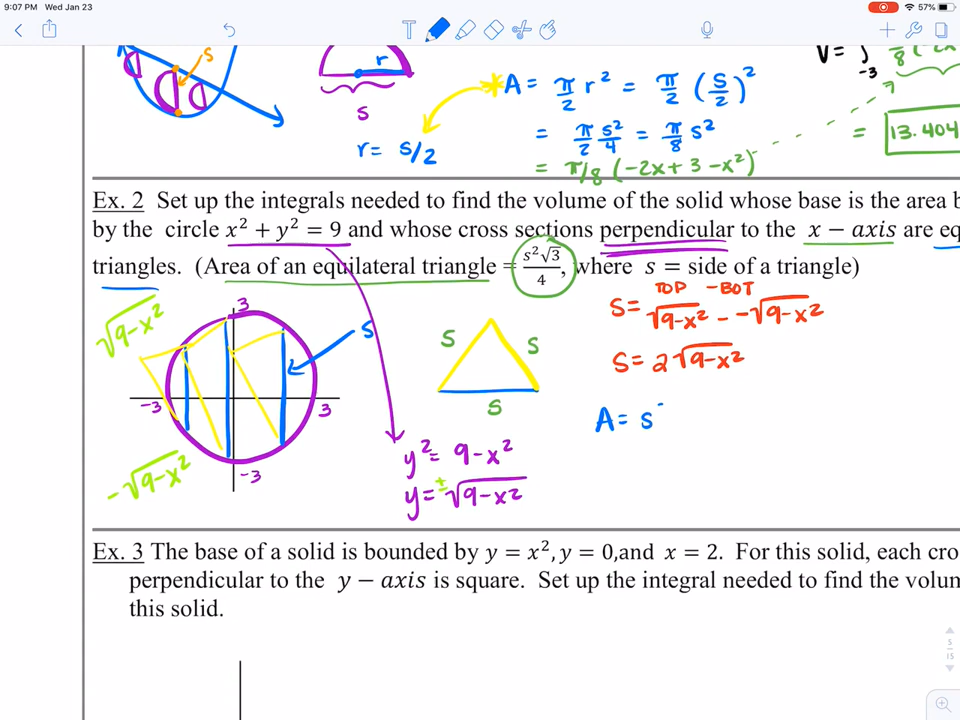 9:07 PM Wed Jan 23
57%
T
S
r
S
r = S/2
A = π/2 r² = π/2 (S/2)²
= π/2 S²/4 = π/8 S²
= π/8 (-2x + 3 - x²)
V = ∫
-3
= 13.404
Ex. 2 Set up the integrals needed to find the volume of the solid whose base is the area b
by the circle x² + y² = 9 and whose cross sections perpendicular to the x − axis are eq
triangles. (Area of an equilateral triangle = s²√3/4, where s = side of a triangle)
TOP - BOT
S = √9-x² - -√9-x²
S = 2√9-x²
A = S
√9-x²
3
-3
3
-3
-√9-x²
S
S
S
S
y² = 9-x²
y = ±√9-x²
Ex. 3 The base of a solid is bounded by y = x², y = 0,and x = 2. For this solid, each cro
perpendicular to the y − axis is square. Set up the integral needed to find the volum
this solid.
5
15